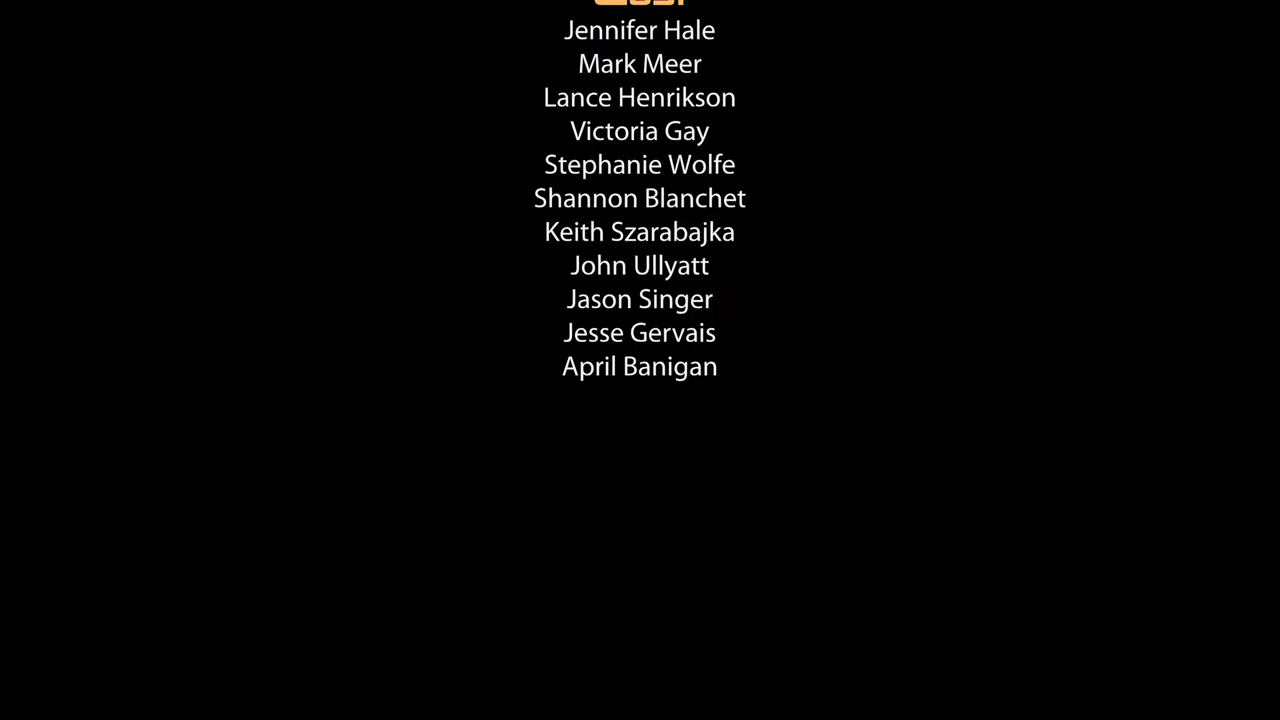 Cast
Jennifer Hale
Mark Meer
Lance Henrikson
Victoria Gay
Stephanie Wolfe
Shannon Blanchet
Keith Szarabajka
John Ullyatt
Jason Singer
Jesse Gervais
April Banigan